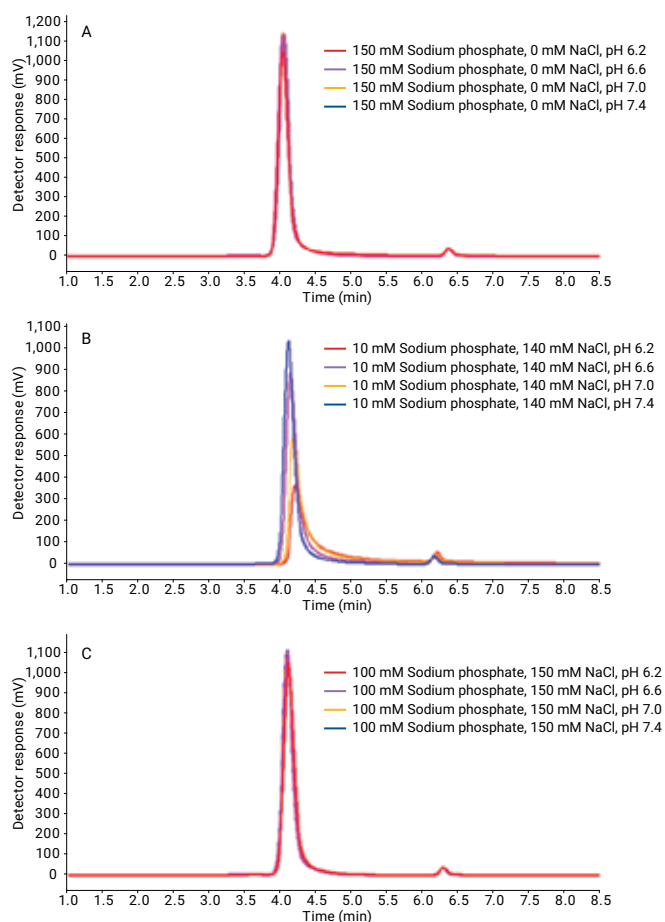 A
1,200
1,100
1,000
900
800
700
600
500
400
300
200
100
0
Detector response (mV)
150 mM Sodium phosphate, 0 mM NaCl, pH 6.2
150 mM Sodium phosphate, 0 mM NaCl, pH 6.6
150 mM Sodium phosphate, 0 mM NaCl, pH 7.0
150 mM Sodium phosphate, 0 mM NaCl, pH 7.4
1.0 1.5 2.0 2.5 3.0 3.5 4.0 4.5 5.0 5.5 6.0 6.5 7.0 7.5 8.0 8.5
Time (min)
B
1,100
1,000
900
800
700
600
500
400
300
200
100
0
Detector response (mV)
10 mM Sodium phosphate, 140 mM NaCl, pH 6.2
10 mM Sodium phosphate, 140 mM NaCl, pH 6.6
10 mM Sodium phosphate, 140 mM NaCl, pH 7.0
10 mM Sodium phosphate, 140 mM NaCl, pH 7.4
1.0 1.5 2.0 2.5 3.0 3.5 4.0 4.5 5.0 5.5 6.0 6.5 7.0 7.5 8.0 8.5
Time (min)
C
1,100
1,000
900
800
700
600
500
400
300
200
100
0
Detector response (mV)
100 mM Sodium phosphate, 150 mM NaCl, pH 6.2
100 mM Sodium phosphate, 150 mM NaCl, pH 6.6
100 mM Sodium phosphate, 150 mM NaCl, pH 7.0
100 mM Sodium phosphate, 150 mM NaCl, pH 7.4
1.0 1.5 2.0 2.5 3.0 3.5 4.0 4.5 5.0 5.5 6.0 6.5 7.0 7.5 8.0 8.5
Time (min)